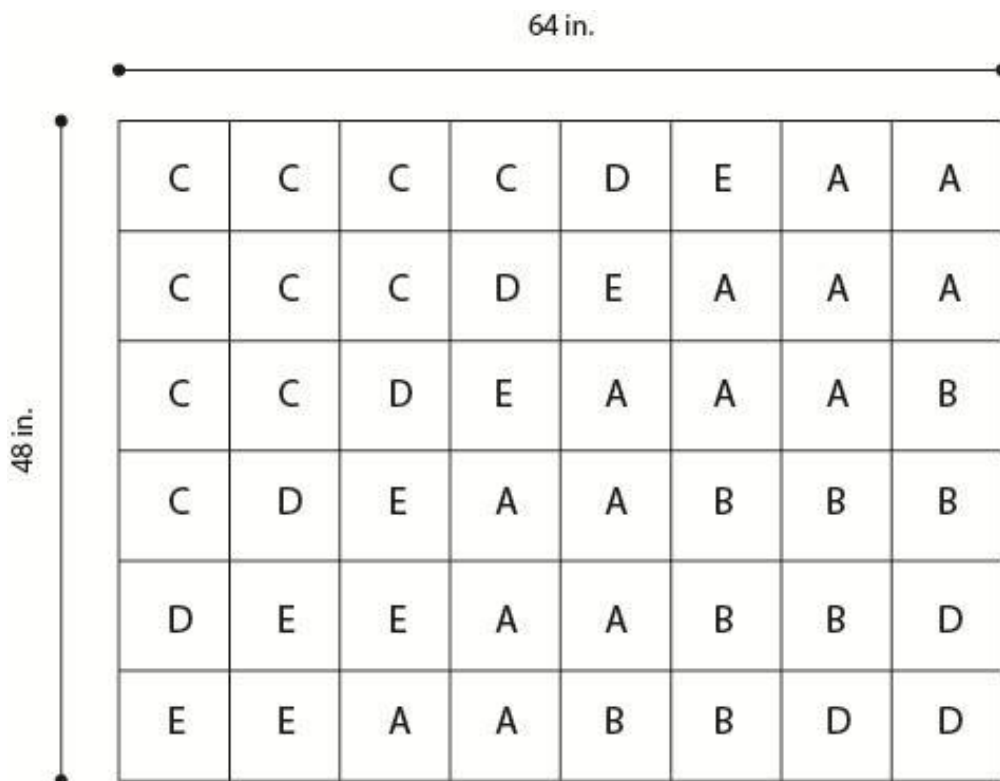 64 in.
48 in.
C C C C D E A A
C C C D E A A A
C C D E A A A B
C D E A A B B B
D E E A A B B D
E E A A B B D D